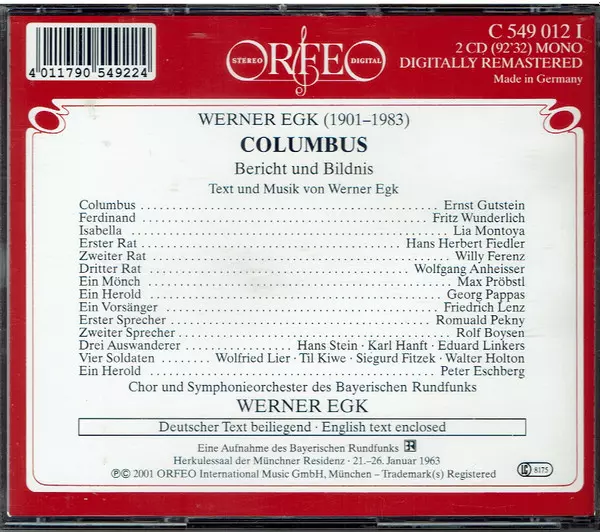 C 549 012 I
2 CD (92'32) MONO
DIGITALLY REMASTERED
Made in Germany
4 011790 549224
STEREO ORFEO DIGITAL
WERNER EGK (1901–1983)
COLUMBUS
Bericht und Bildnis
Text und Musik von Werner Egk
Columbus ........ Ernst Gutstein
Ferdinand ........ Fritz Wunderlich
Isabella ........ Lia Montoya
Erster Rat ........ Hans Herbert Fiedler
Zweiter Rat ........ Willy Ferenz
Dritter Rat ........ Wolfgang Anheisser
Ein Mönch ........ Max Pröbstl
Ein Herold ........ Georg Pappas
Ein Vorsänger ........ Friedrich Lenz
Erster Sprecher ........ Romuald Pekny
Zweiter Sprecher ........ Rolf Boysen
Drei Auswanderer ........ Hans Stein · Karl Hanft · Eduard Linkers
Vier Soldaten ........ Wolfried Lier · Til Kiwe · Siegurd Fitzek · Walter Holton
Ein Herold ........ Peter Eschberg
Chor und Symphonieorchester des Bayerischen Rundfunks
WERNER EGK
Deutscher Text beiliegend · English text enclosed
Eine Aufnahme des Bayerischen Rundfunks
Herkulessaal der Münchner Residenz · 21.–26. Januar 1963
℗© 2001 ORFEO International Music GmbH, München – Trademark(s) Registered
LC 8175